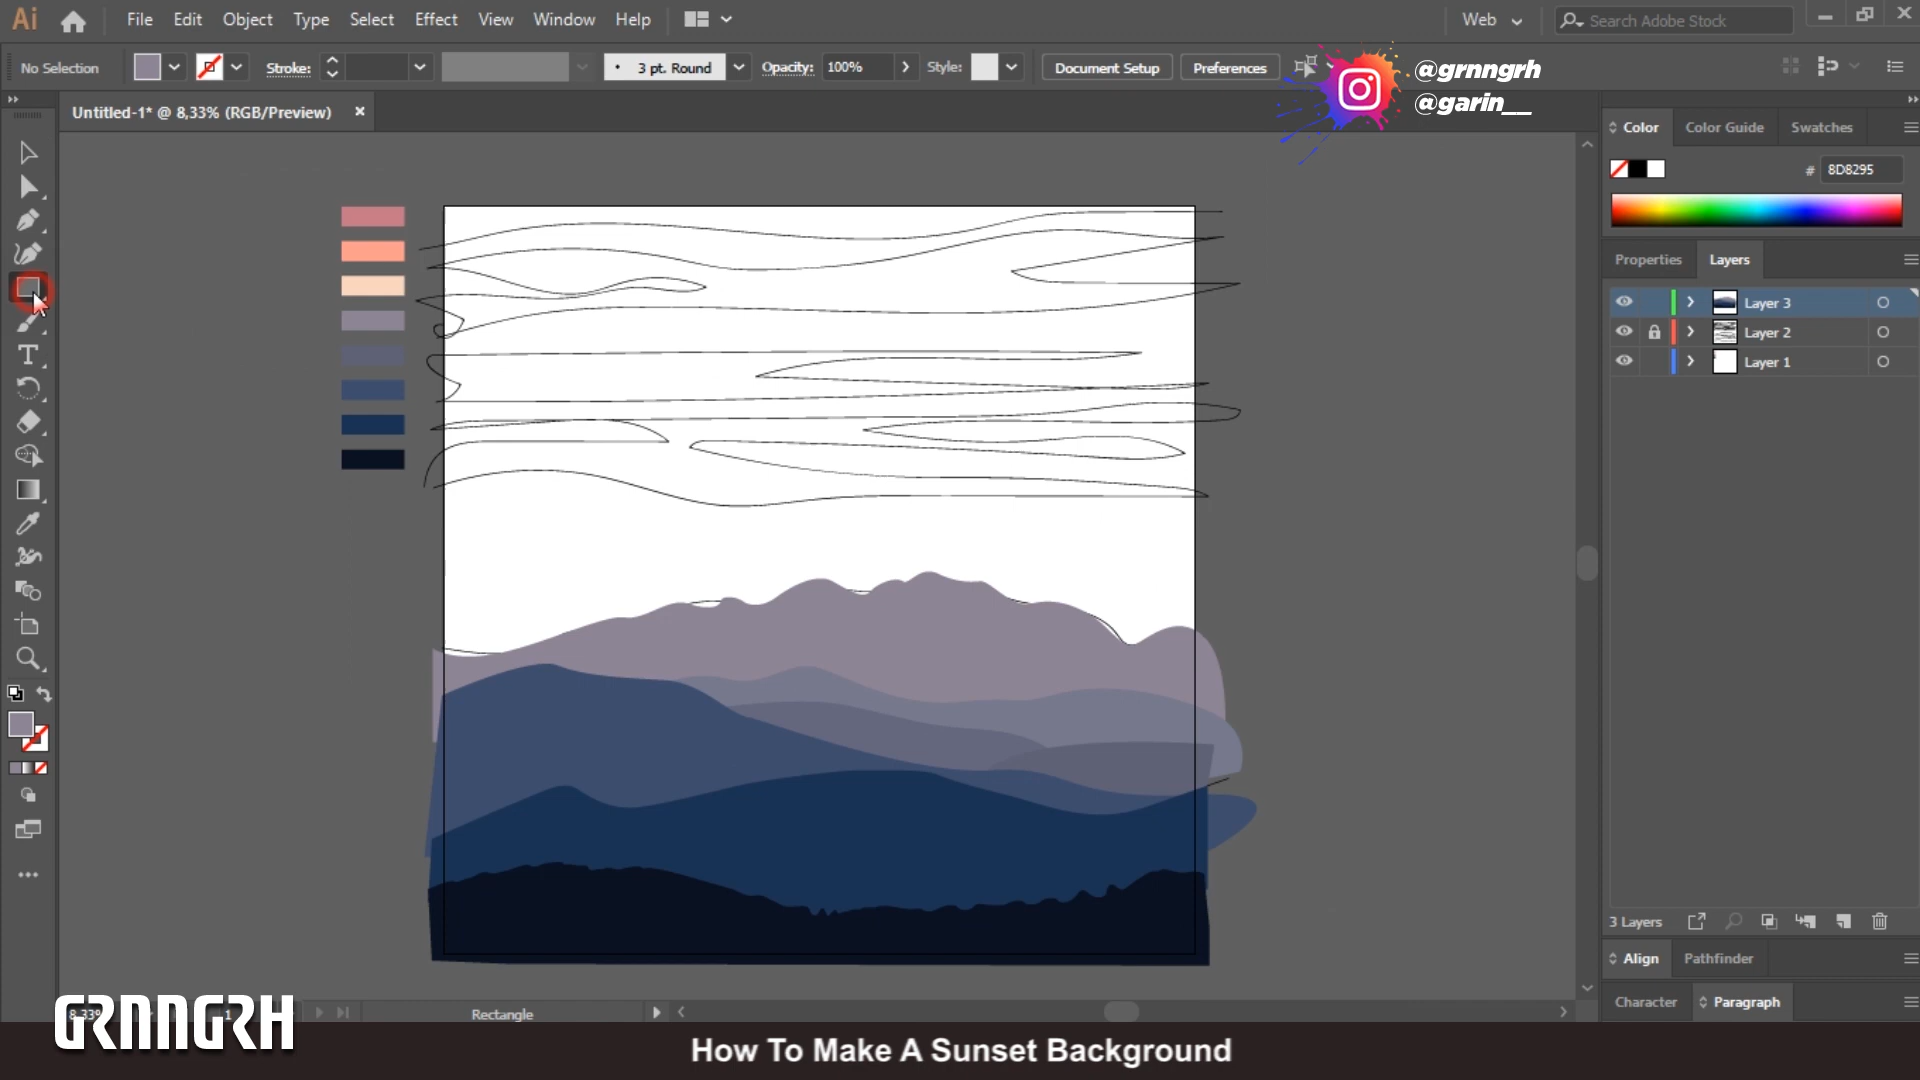 Ai File Edit Object Type Select Effect View Window Help Web Search Adobe Stock
No Selection Stroke: 3 pt. Round Opacity: 100% Style: Document Setup Preferences
@grnngrh
@garin__
Untitled-1* @ 8,33% (RGB/Preview)
Color Color Guide Swatches
# 8D8295
Properties Layers
Layer 3
Layer 2
Layer 1
3 Layers
Align Pathfinder
Character Paragraph
8,33% 1 Rectangle
GRNNGRH
How To Make A Sunset Background